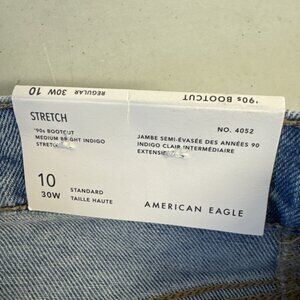 REGULAR 30W 10
'90s BOOTCUT
STRETCH
NO. 4052
'90s BOOTCUT
MEDIUM BRIGHT INDIGO
STRETCH
JAMBE SEMI-ÉVASÉE DES ANNÉES 90
INDIGO CLAIR INTERMÉDIAIRE
EXTENSIBLE
10
30W
STANDARD
TAILLE HAUTE
AMERICAN EAGLE